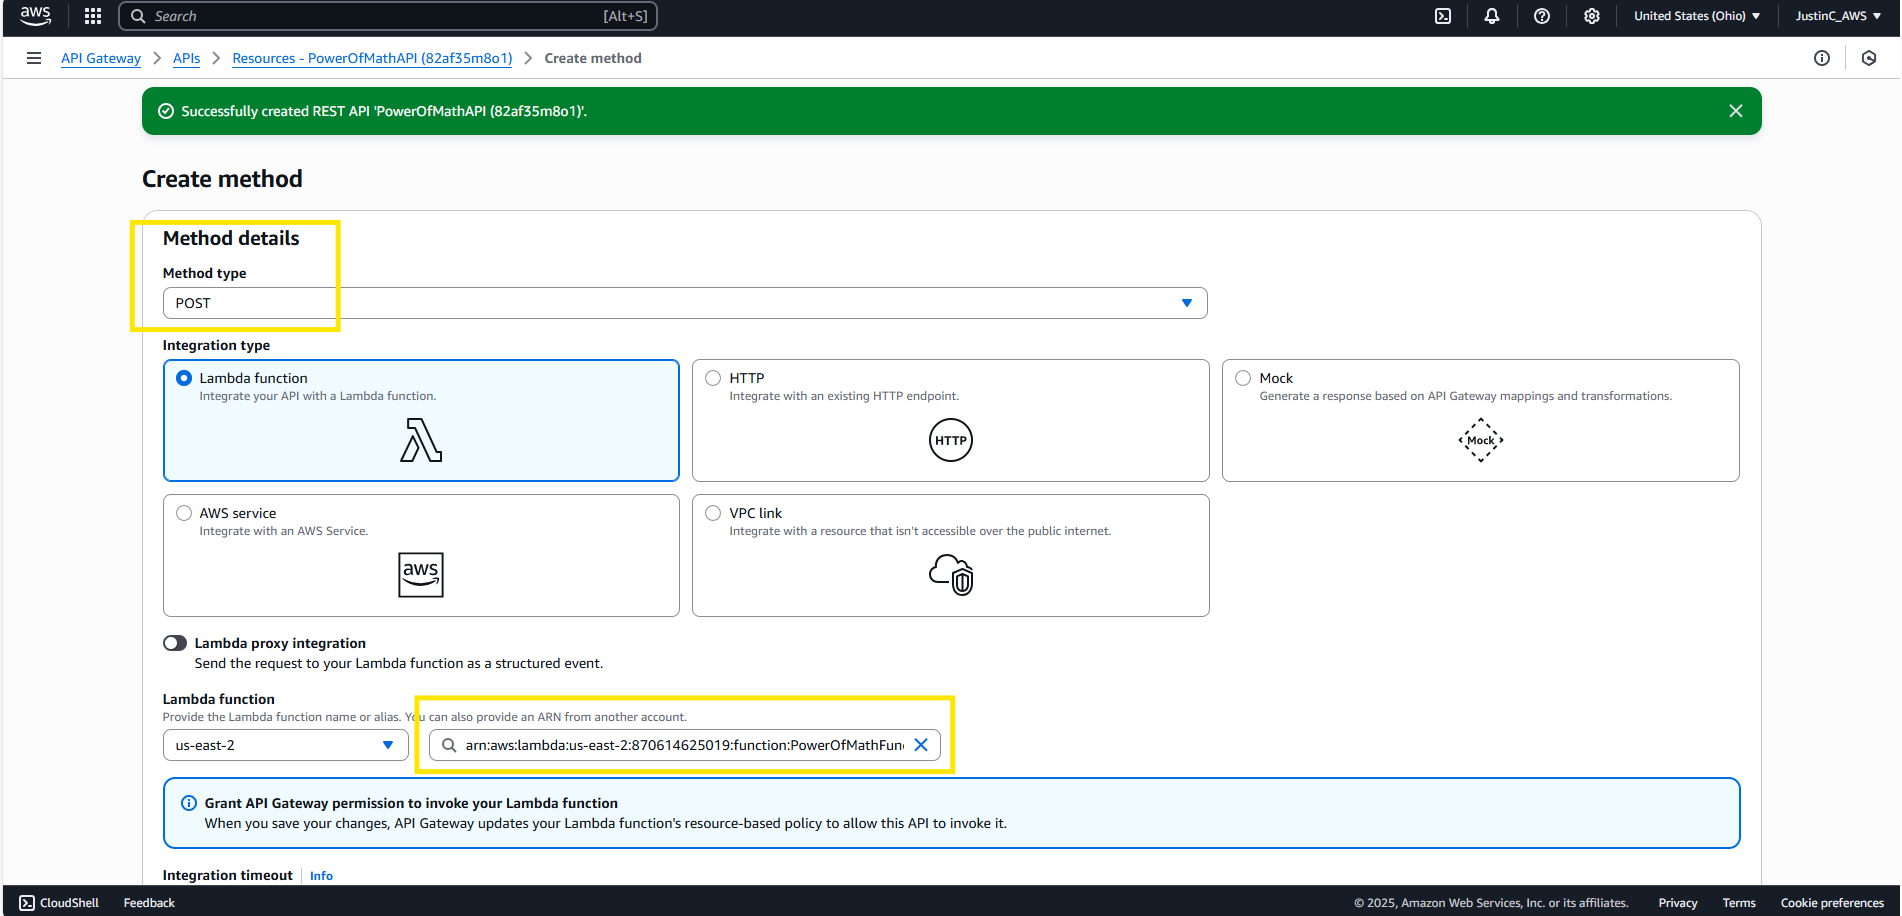 aws
Search [Alt+S] United States (Ohio) JustinC_AWS
API Gateway APIs Resources - PowerOfMathAPI (82af35m8o1) Create method
Successfully created REST API 'PowerOfMathAPI (82af35m8o1)'.
Create method
Method details
Method type
POST
Integration type
Lambda function
Integrate your API with a Lambda function.
HTTP
Integrate with an existing HTTP endpoint.
HTTP
Mock
Generate a response based on API Gateway mappings and transformations.
Mock
AWS service
Integrate with an AWS Service.
aws
VPC link
Integrate with a resource that isn't accessible over the public internet.
Lambda proxy integration
Send the request to your Lambda function as a structured event.
Lambda function
Provide the Lambda function name or alias. You can also provide an ARN from another account.
us-east-2
arn:aws:lambda:us-east-2:870614625019:function:PowerOfMathFun
Grant API Gateway permission to invoke your Lambda function
When you save your changes, API Gateway updates your Lambda function's resource-based policy to allow this API to invoke it.
Integration timeout Info
CloudShell Feedback © 2025, Amazon Web Services, Inc. or its affiliates. Privacy Terms Cookie preferences